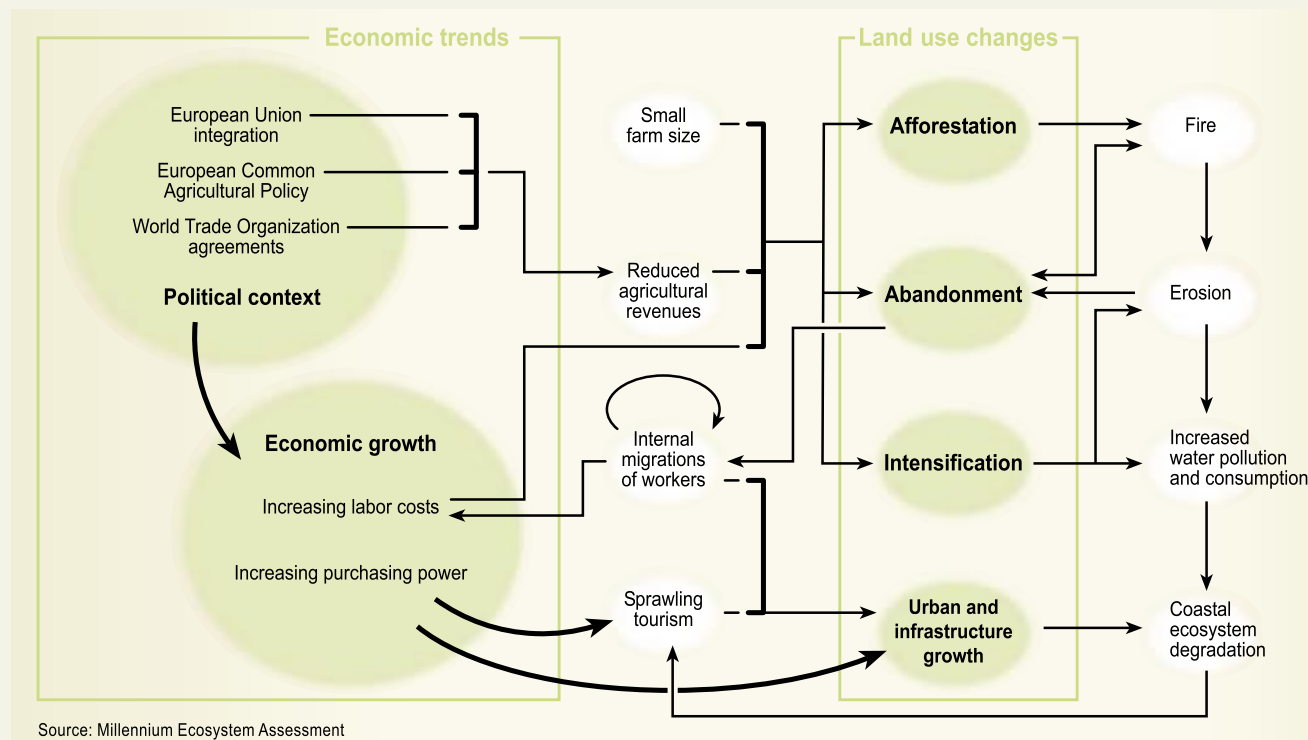 Economic trends
Land use changes
European Union
integration
European Common
Agricultural Policy
World Trade Organization
agreements
Political context
Economic growth
Increasing labor costs
Increasing purchasing power
Small
farm size
Reduced
agricultural
revenues
Internal
migrations
of workers
Sprawling
tourism
Afforestation
Abandonment
Intensification
Urban and
infrastructure
growth
Fire
Erosion
Increased
water pollution
and consumption
Coastal
ecosystem
degradation
Source: Millennium Ecosystem Assessment